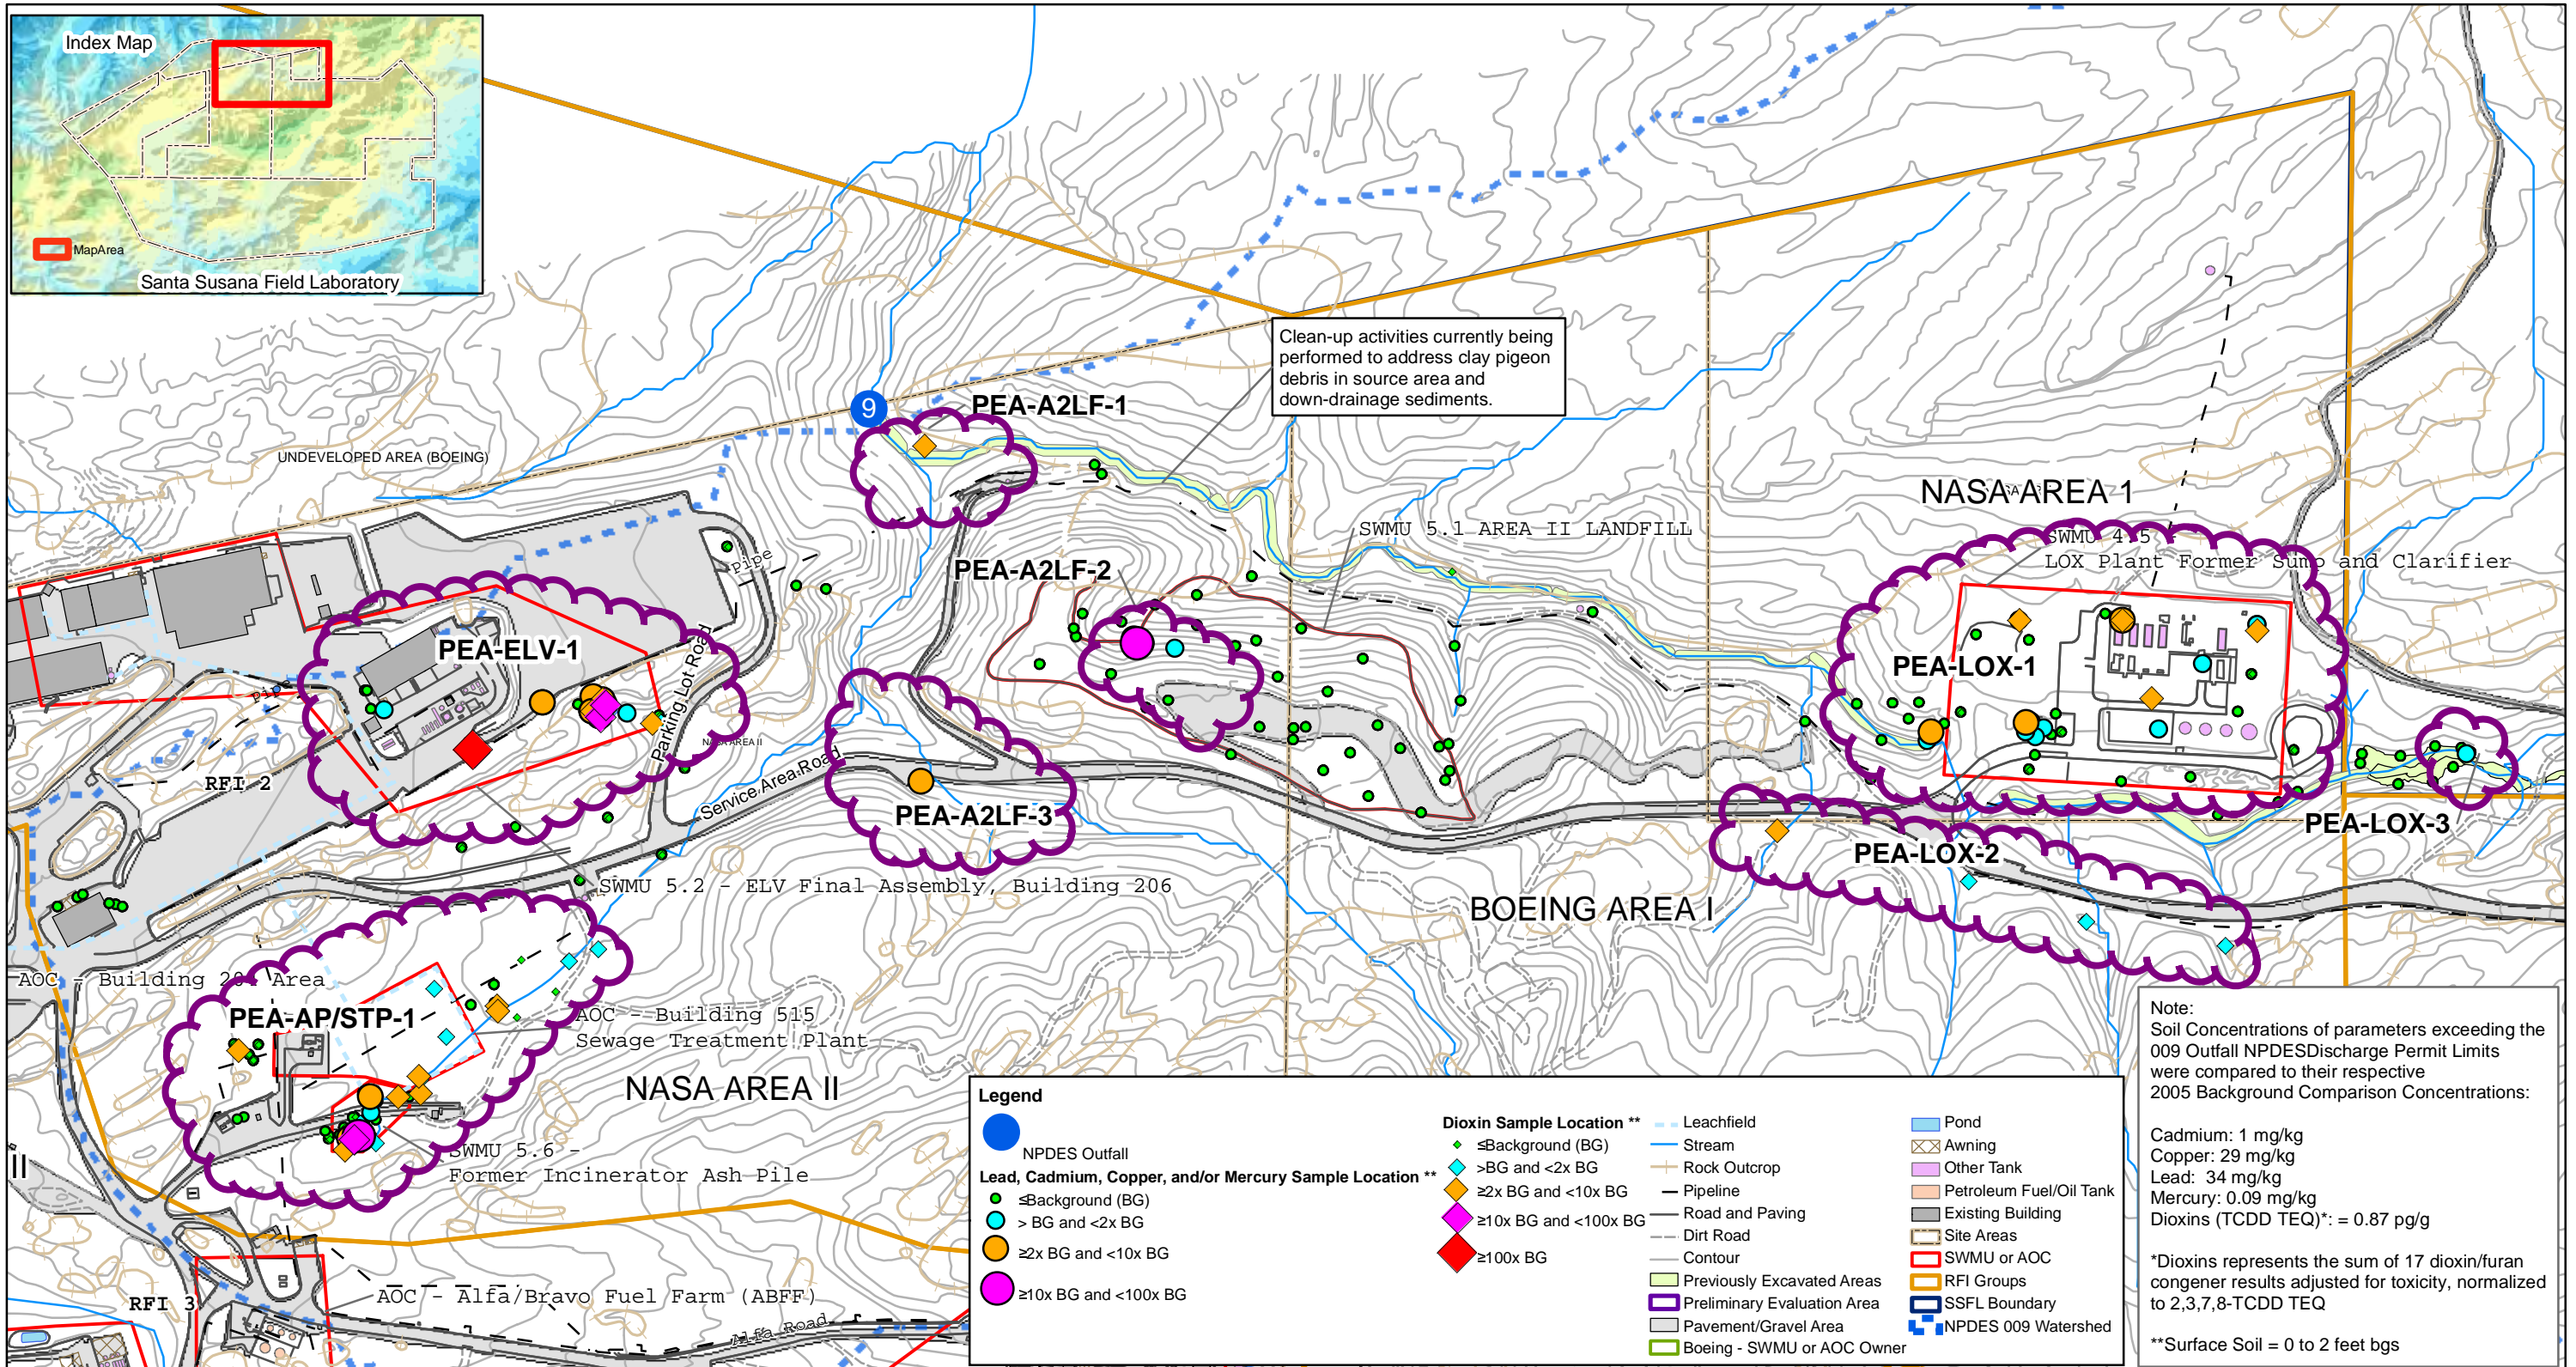 Index Map
MapArea
Santa Susana Field Laboratory
Clean-up activities currently being
performed to address clay pigeon
debris in source area and
down-drainage sediments.
9
PEA-A2LF-1
UNDEVELOPED AREA (BOEING)
NASA AREA 1
SWMU 5.1 AREA II LANDFILL
SWMU 4.5
LOX Plant Former Sump and Clarifier
Pipe
PEA-A2LF-2
PEA-ELV-1
PEA-LOX-1
Pipe
Parking Lot Road
NASA AREA II
RFI 2
Service Area Road
PEA-A2LF-3
PEA-LOX-3
PEA-LOX-2
SWMU 5.2 - ELV Final Assembly, Building 206
BOEING AREA I
AOC - Building 204 Area
PEA-AP/STP-1
AOC - Building 515
Sewage Treatment Plant
NASA AREA II
SWMU 5.6 -
Former Incinerator Ash Pile
II
RFI 3
AOC - Alfa/Bravo Fuel Farm (ABFF)
Alfa Road
Legend
NPDES Outfall
Lead, Cadmium, Copper, and/or Mercury Sample Location **
≤Background (BG)
> BG and <2x BG
≥2x BG and <10x BG
≥10x BG and <100x BG
Dioxin Sample Location **
≤Background (BG)
>BG and <2x BG
≥2x BG and <10x BG
≥10x BG and <100x BG
≥100x BG
Leachfield
Stream
Rock Outcrop
Pipeline
Road and Paving
Dirt Road
Contour
Previously Excavated Areas
Preliminary Evaluation Area
Pavement/Gravel Area
Boeing - SWMU or AOC Owner
Pond
Awning
Other Tank
Petroleum Fuel/Oil Tank
Existing Building
Site Areas
SWMU or AOC
RFI Groups
SSFL Boundary
NPDES 009 Watershed
Note:
Soil Concentrations of parameters exceeding the
009 Outfall NPDESDischarge Permit Limits
were compared to their respective
2005 Background Comparison Concentrations:
Cadmium: 1 mg/kg
Copper: 29 mg/kg
Lead: 34 mg/kg
Mercury: 0.09 mg/kg
Dioxins (TCDD TEQ)*: = 0.87 pg/g
*Dioxins represents the sum of 17 dioxin/furan
congener results adjusted for toxicity, normalized
to 2,3,7,8-TCDD TEQ
**Surface Soil = 0 to 2 feet bgs